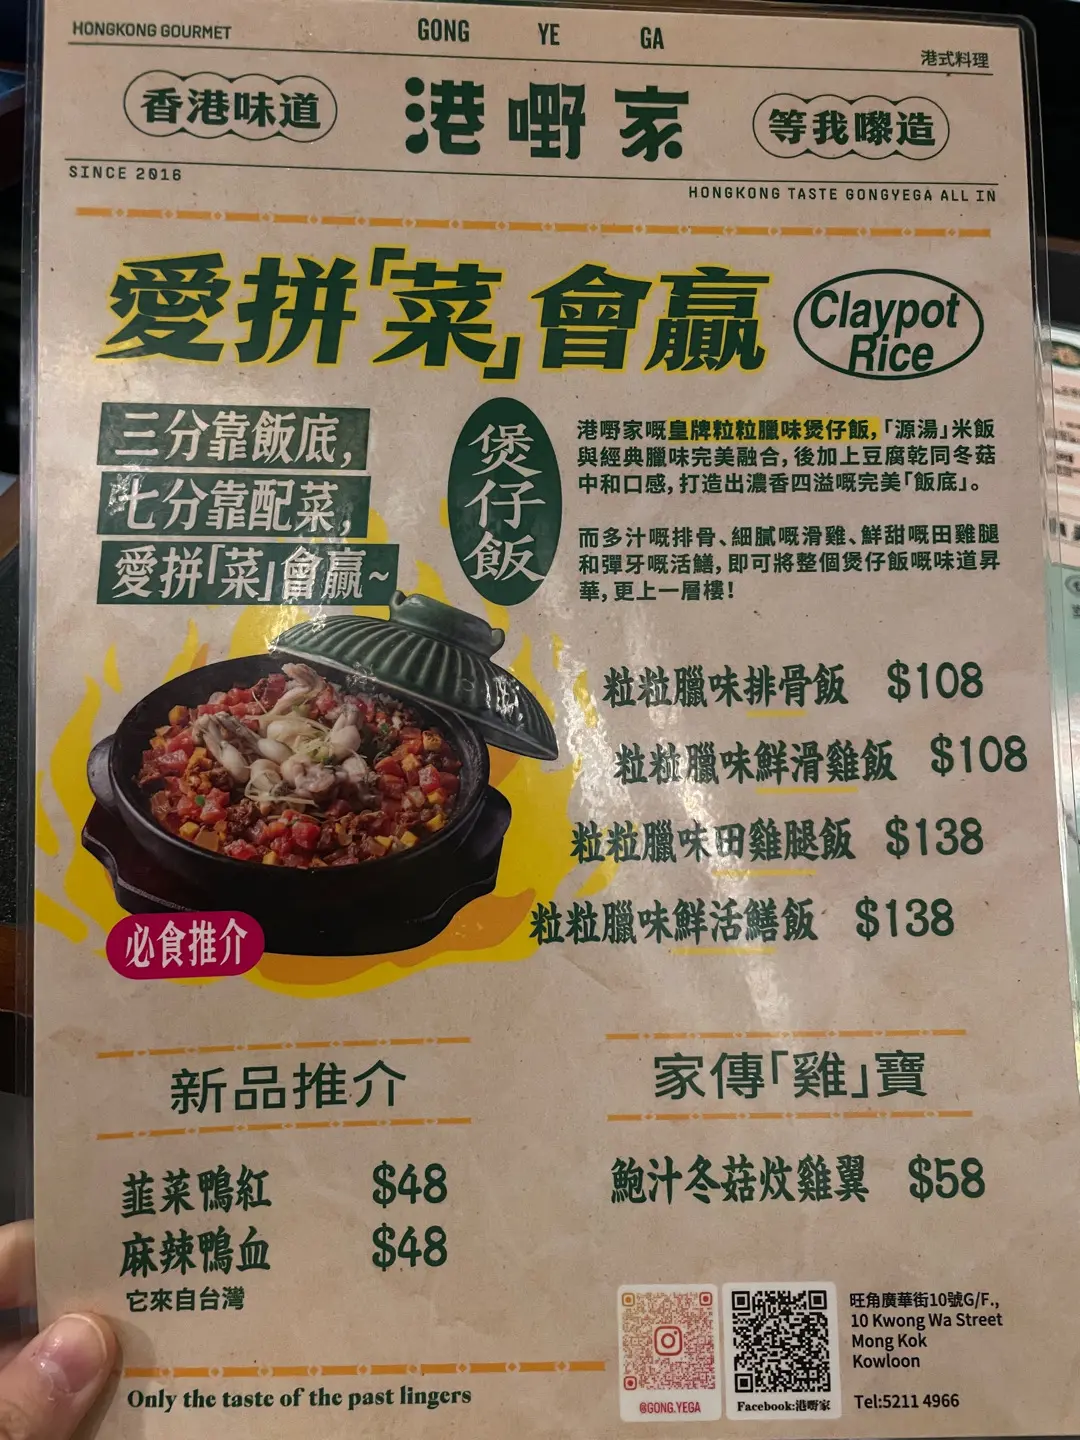 HONGKONG GOURMET
GONG YE GA
港式料理
香港味道
港嘢家
等我嚟造
SINCE 2016
HONGKONG TASTE GONGYEGA ALL IN
愛拼「菜」會贏
Claypot
Rice
三分靠飯底,
七分靠配菜,
愛拼「菜」會贏~
煲仔飯
港嘢家嘅皇牌粒粒臘味煲仔飯,「源湯」米飯
與經典臘味完美融合,後加上豆腐乾同冬菇
中和口感,打造出濃香四溢嘅完美「飯底」。
而多汁嘅排骨、細膩嘅滑雞、鮮甜嘅田雞腿
和彈牙嘅活鱔,即可將整個煲仔飯嘅味道昇
華,更上一層樓!
粒粒臘味排骨飯 $108
粒粒臘味鮮滑雞飯 $108
粒粒臘味田雞腿飯 $138
粒粒臘味鮮活鱔飯 $138
必食推介
新品推介
韮菜鴨紅 $48
麻辣鴨血 $48
它來自台灣
家傳「雞」寶
鮑汁冬菇炆雞翼 $58
@GONG.YEGA
Facebook:港嘢家
旺角廣華街10號G/F.,
10 Kwong Wa Street
Mong Kok
Kowloon
Tel:5211 4966
Only the taste of the past lingers